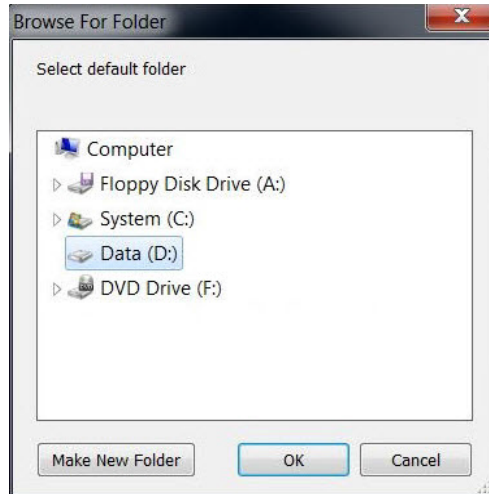 Browse For Folder
Select default folder
Computer
Floppy Disk Drive (A:)
System (C:)
Data (D:)
DVD Drive (F:)
Make New Folder
OK
Cancel